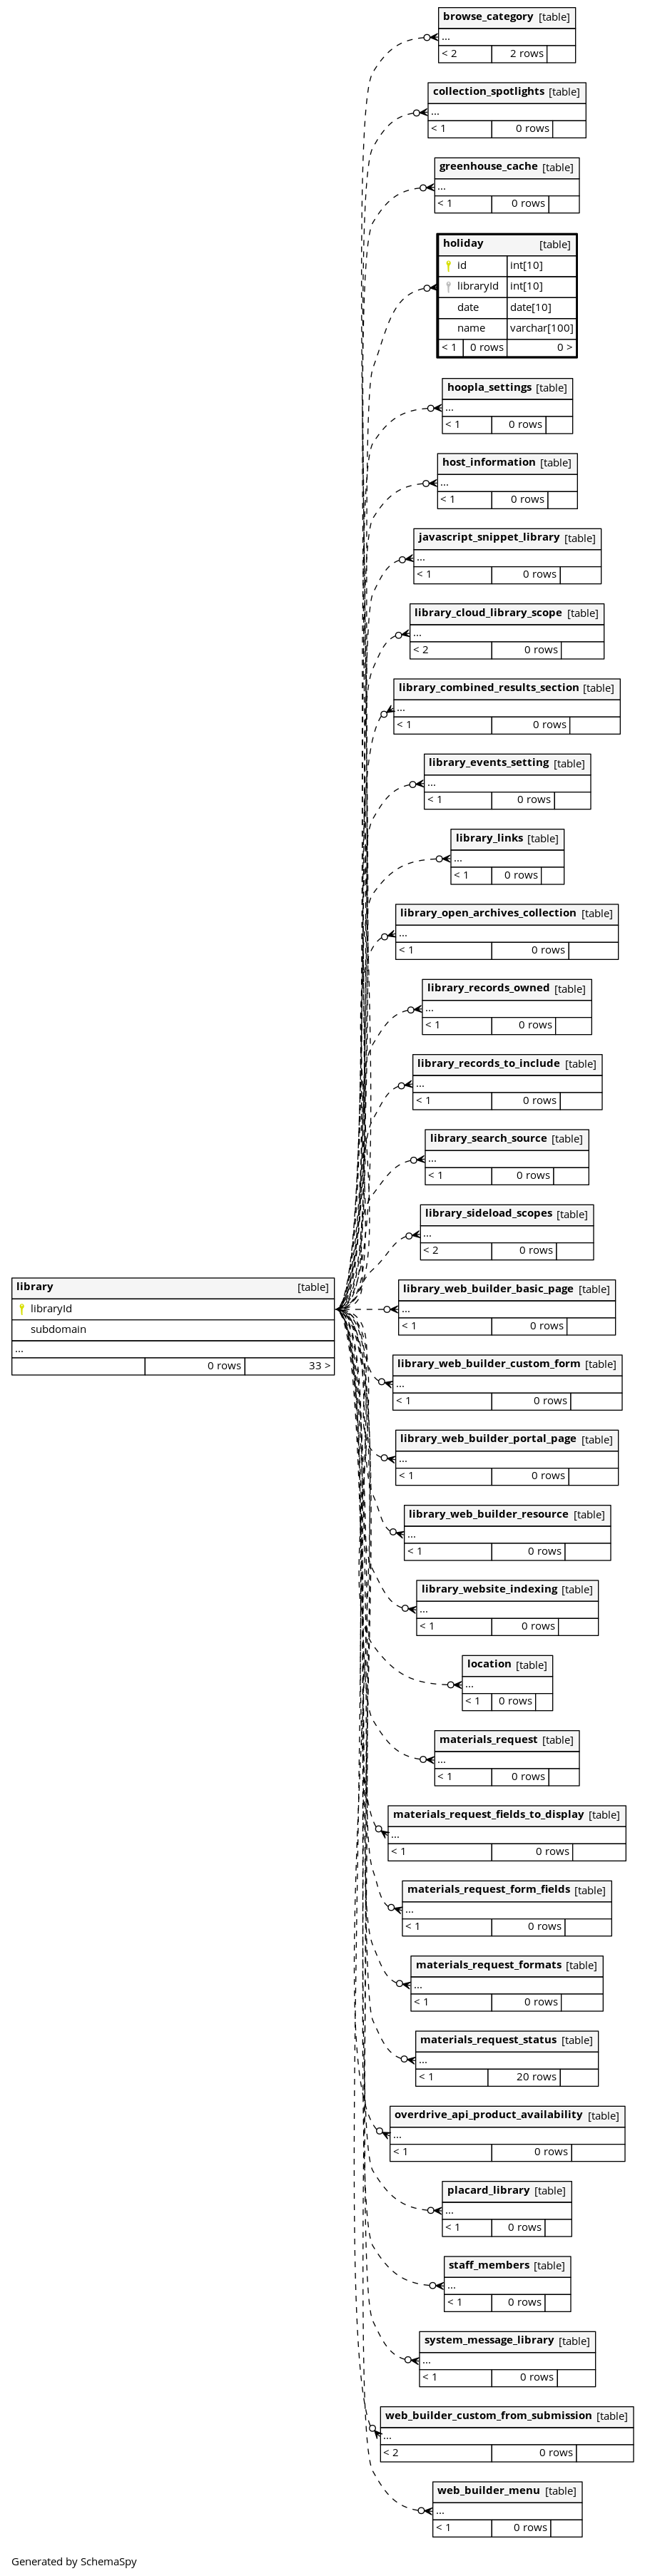 browse_category [table]
...
< 2 2 rows
collection_spotlights [table]
...
< 1 0 rows
greenhouse_cache [table]
...
< 1 0 rows
holiday [table]
id int[10]
libraryId int[10]
date date[10]
name varchar[100]
< 1 0 rows 0 >
hoopla_settings [table]
...
< 1 0 rows
host_information [table]
...
< 1 0 rows
javascript_snippet_library [table]
...
< 1 0 rows
library_cloud_library_scope [table]
...
< 2 0 rows
library_combined_results_section [table]
...
< 1 0 rows
library_events_setting [table]
...
< 1 0 rows
library_links [table]
...
< 1 0 rows
library_open_archives_collection [table]
...
< 1 0 rows
library_records_owned [table]
...
< 1 0 rows
library_records_to_include [table]
...
< 1 0 rows
library_search_source [table]
...
< 1 0 rows
library_sideload_scopes [table]
...
< 2 0 rows
library [table]
libraryId
subdomain
...
0 rows 33 >
library_web_builder_basic_page [table]
...
< 1 0 rows
library_web_builder_custom_form [table]
...
< 1 0 rows
library_web_builder_portal_page [table]
...
< 1 0 rows
library_web_builder_resource [table]
...
< 1 0 rows
library_website_indexing [table]
...
< 1 0 rows
location [table]
...
< 1 0 rows
materials_request [table]
...
< 1 0 rows
materials_request_fields_to_display [table]
...
< 1 0 rows
materials_request_form_fields [table]
...
< 1 0 rows
materials_request_formats [table]
...
< 1 0 rows
materials_request_status [table]
...
< 1 20 rows
overdrive_api_product_availability [table]
...
< 1 0 rows
placard_library [table]
...
< 1 0 rows
staff_members [table]
...
< 1 0 rows
system_message_library [table]
...
< 1 0 rows
web_builder_custom_from_submission [table]
...
< 2 0 rows
web_builder_menu [table]
...
< 1 0 rows
Generated by SchemaSpy